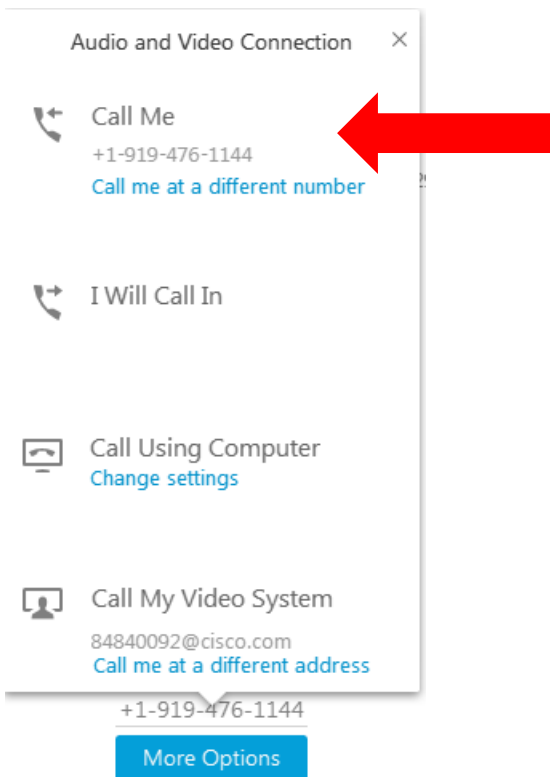 Audio and Video Connection
Call Me
+1-919-476-1144
Call me at a different number
I Will Call In
Call Using Computer
Change settings
Call My Video System
84840092@cisco.com
Call me at a different address
+1-919-476-1144
More Options